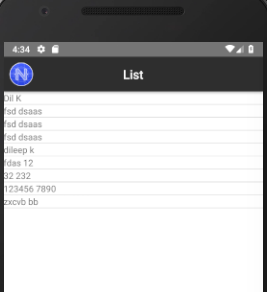 4:34
N List
Dil K
fsd dsaas
fsd dsaas
fsd dsaas
dileep k
fdas 12
32 232
123456 7890
zxcvb bb